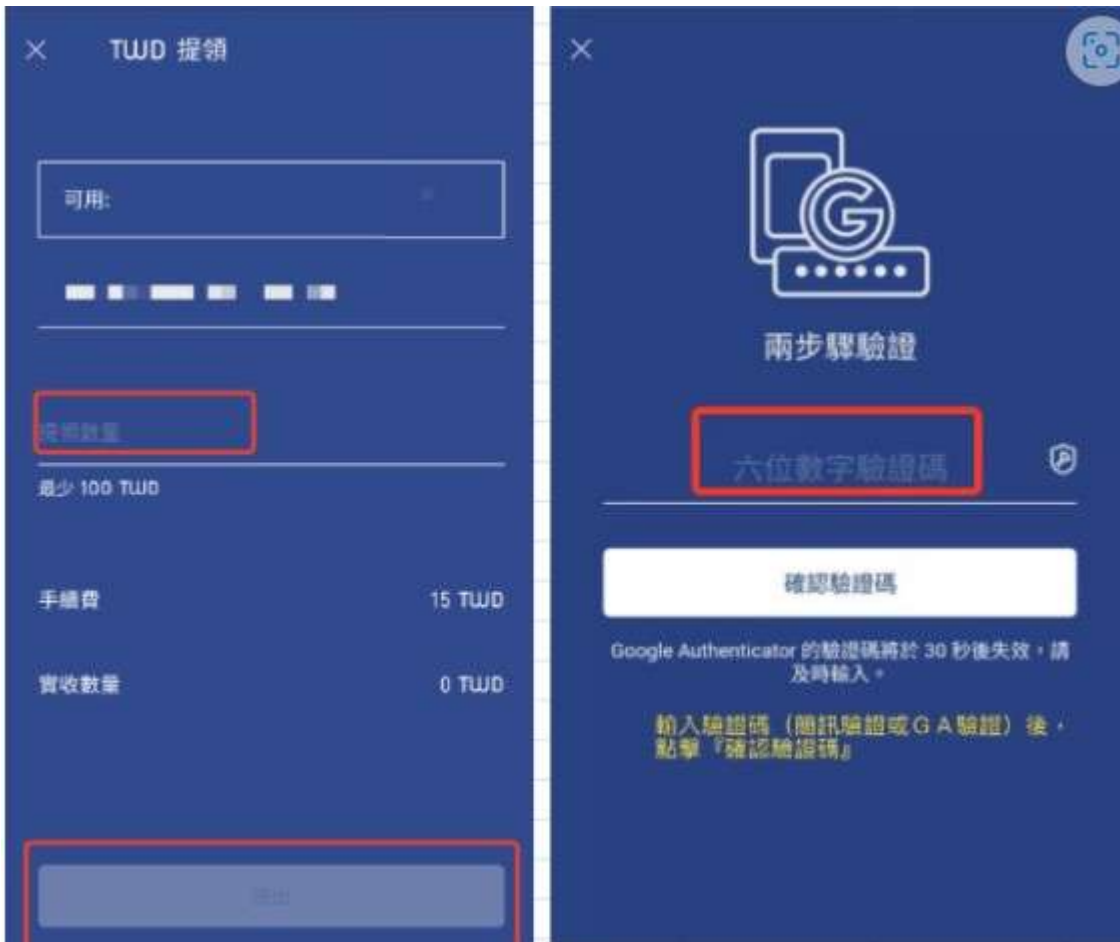 TWD 提領
可用:
提領數量
最少 100 TWD
手續費 15 TWD
實收數量 0 TWD
G
兩步驟驗證
六位數字驗證碼
確認驗證碼
Google Authenticator 的驗證碼將於 30 秒後失效，請
及時輸入。
輸入驗證碼（簡訊驗證或GA驗證）後，
點擊『確認驗證碼』